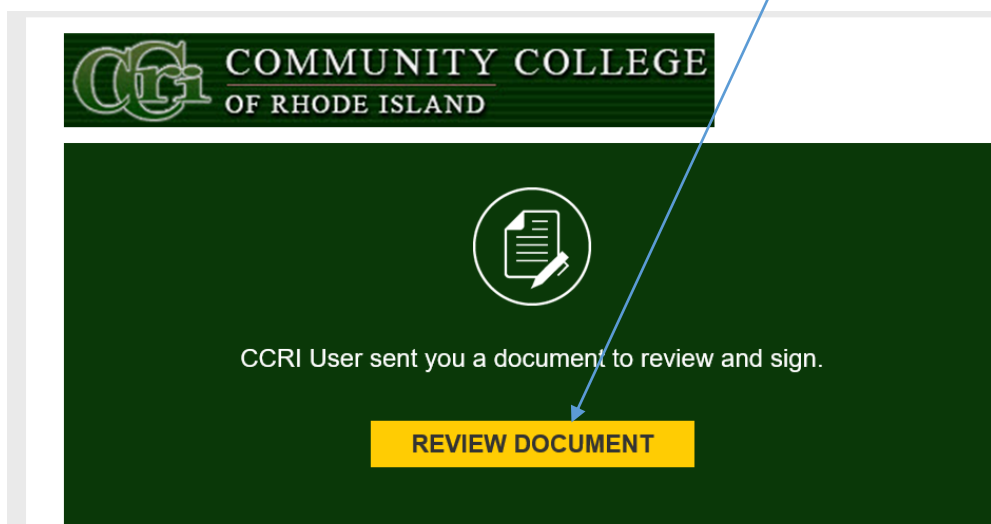 CCri COMMUNITY COLLEGE
OF RHODE ISLAND
CCRI User sent you a document to review and sign.
REVIEW DOCUMENT